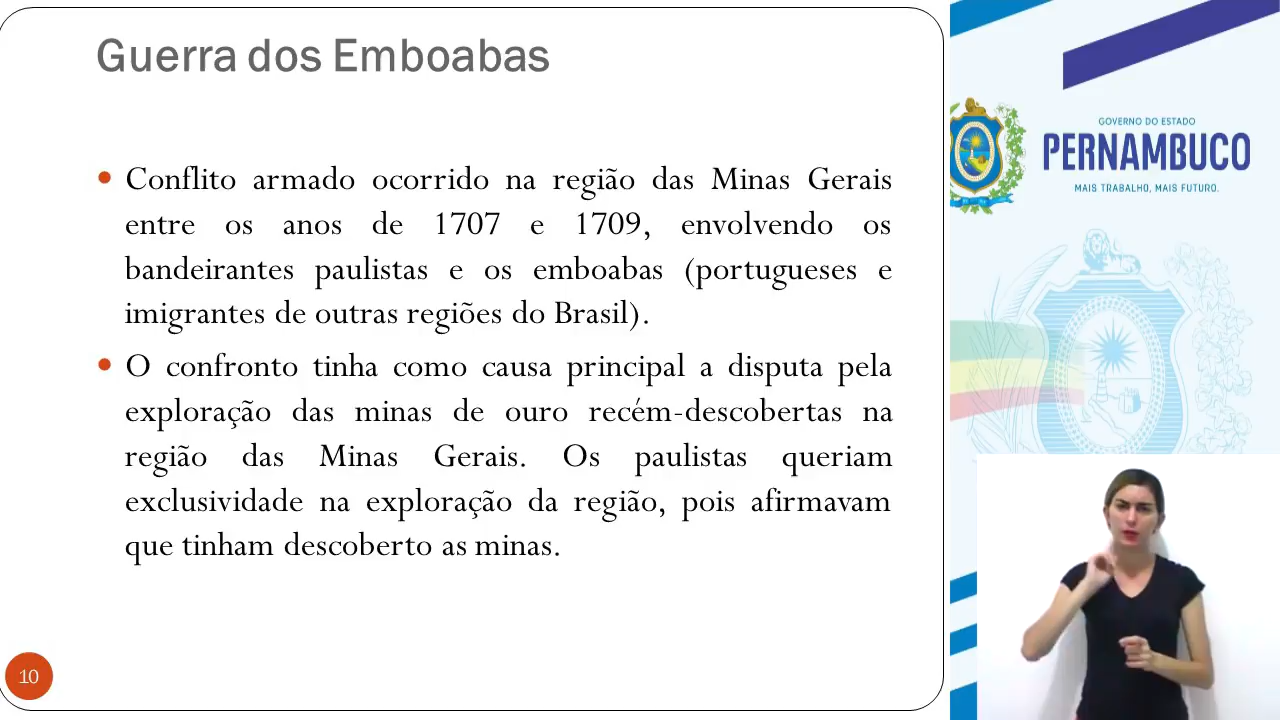 Guerra dos Emboabas
Conflito armado ocorrido na região das Minas Gerais
entre os anos de 1707 e 1709, envolvendo os
bandeirantes paulistas e os emboabas (portugueses e
imigrantes de outras regiões do Brasil).
O confronto tinha como causa principal a disputa pela
exploração das minas de ouro recém-descobertas na
região das Minas Gerais. Os paulistas queriam
exclusividade na exploração da região, pois afirmavam
que tinham descoberto as minas.
10
GOVERNO DO ESTADO
PERNAMBUCO
MAIS TRABALHO, MAIS FUTURO.